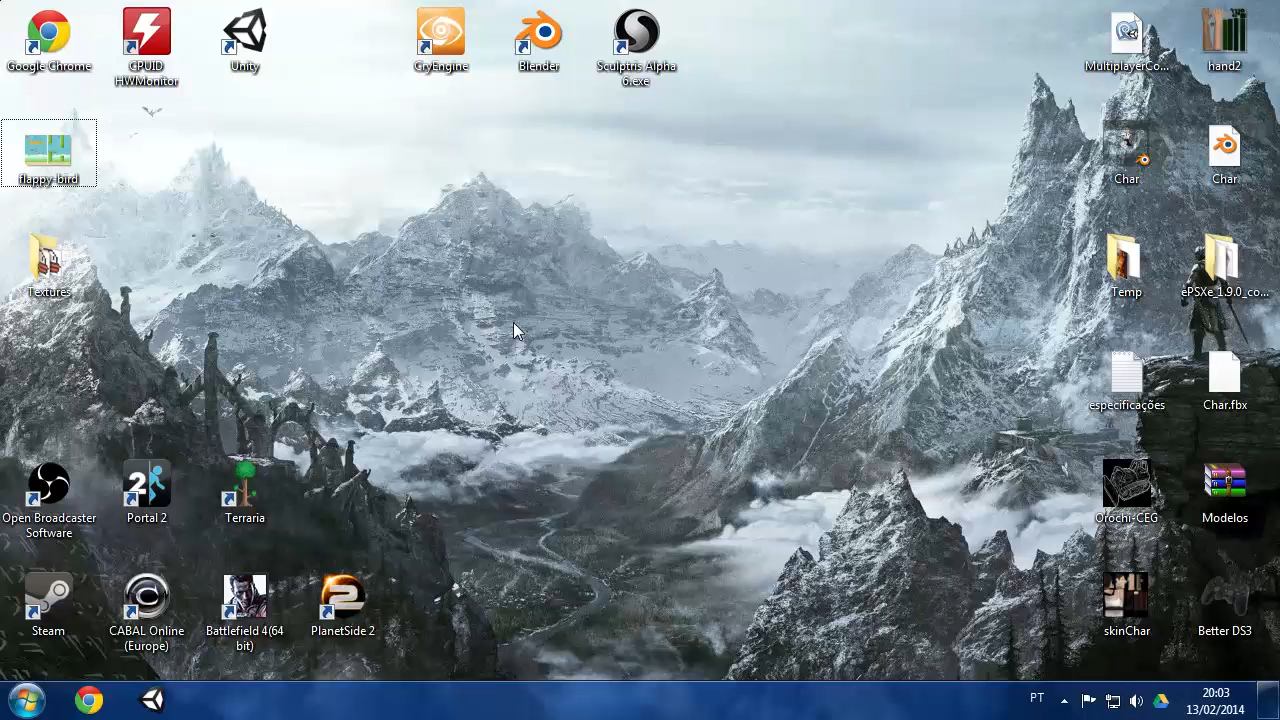 Google Chrome
CPUID
HWMonitor
Unity
CryEngine
Blender
Sculptris Alpha
6.exe
MultiplayerCo...
hand2
flappy-bird
Char
Char
Textures
Temp
ePSXe_1.9.0_co...
especificações
Char.fbx
Open Broadcaster
Software
2
Portal 2
Terraria
Orochi-CEG
Modelos
Steam
CABAL Online
(Europe)
Battlefield 4(64
bit)
2
PlanetSide 2
skinChar
Better DS3
PT
20:03
13/02/2014